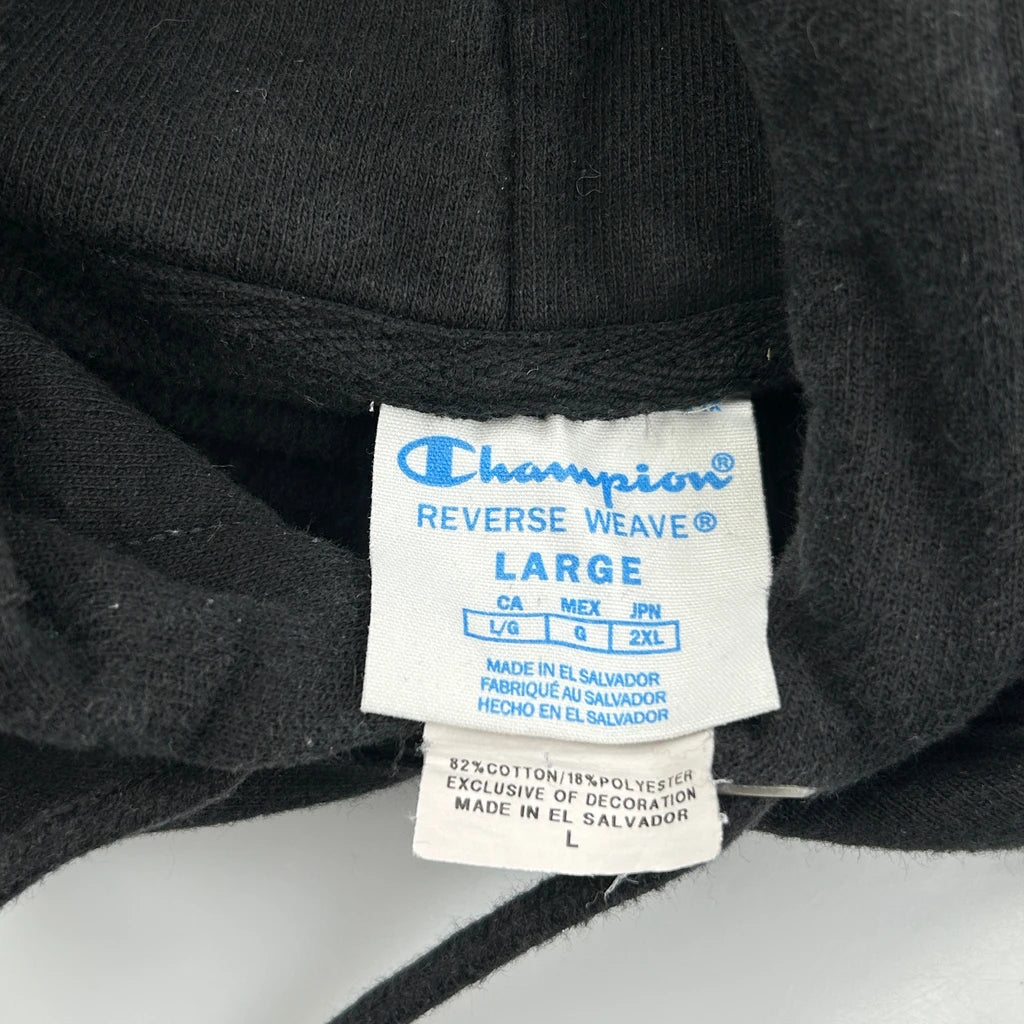 Champion®
REVERSE WEAVE®
LARGE
CA MEX JPN
L/G G 2XL
MADE IN EL SALVADOR
FABRIQUÉ AU SALVADOR
HECHO EN EL SALVADOR
82%COTTON/18%POLYESTER
EXCLUSIVE OF DECORATION
MADE IN EL SALVADOR
L